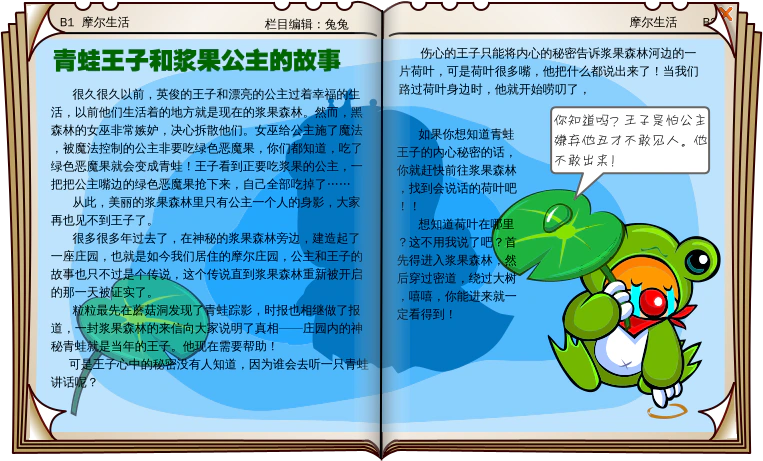 B1 摩尔生活
栏目编辑：兔兔
青蛙王子和浆果公主的故事
很久很久以前，英俊的王子和漂亮的公主过着幸福的生
活，以前他们生活着的地方就是现在的浆果森林。然而，黑
森林的女巫非常嫉妒，决心拆散他们。女巫给公主施了魔法
，被魔法控制的公主非要吃绿色恶魔果，你们都知道，吃了
绿色恶魔果就会变成青蛙！王子看到正要吃浆果的公主，一
把把公主嘴边的绿色恶魔果抢下来，自己全部吃掉了……
从此，美丽的浆果森林里只有公主一个人的身影，大家
再也见不到王子了。
很多很多年过去了，在神秘的浆果森林旁边，建造起了
一座庄园，也就是如今我们居住的摩尔庄园，公主和王子的
故事也只不过是个传说，这个传说直到浆果森林重新被开启
的那一天被证实了。
粒粒最先在蘑菇洞发现了青蛙踪影，时报也相继做了报
道，一封浆果森林的来信向大家说明了真相——庄园内的神
秘青蛙就是当年的王子。他现在需要帮助！
可是王子心中的秘密没有人知道，因为谁会去听一只青蛙
讲话呢？
摩尔生活
伤心的王子只能将内心的秘密告诉浆果森林河边的一
片荷叶，可是荷叶很多嘴，他把什么都说出来了！当我们
路过荷叶身边时，他就开始唠叨了，
你知道吗？王子是怕公主
嫌弃他丑才不敢见人。他
不敢出来！
如果你想知道青蛙
王子的内心秘密的话，
你就赶快前往浆果森林
，找到会说话的荷叶吧
！！
想知道荷叶在哪里
？这不用我说了吧？首
先得进入浆果森林，然
后穿过密道，绕过大树
，嘻嘻，你能进来就一
定看得到！